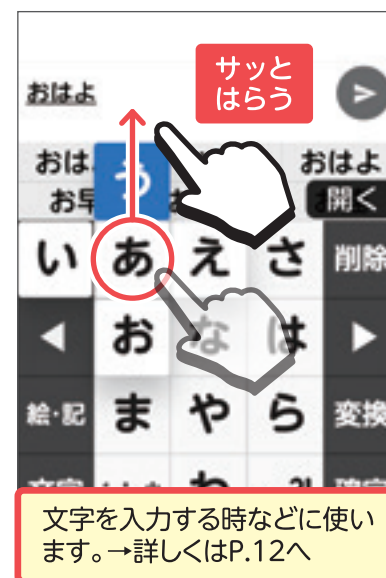 サッと
はらう
おはよ
おは
う
おはよ
お早
開く
い
あ
え
さ
削除
お
な
は
絵・記
ま
や
ら
変換
文字を入力する時などに使い
ます。→詳しくはP.12へ